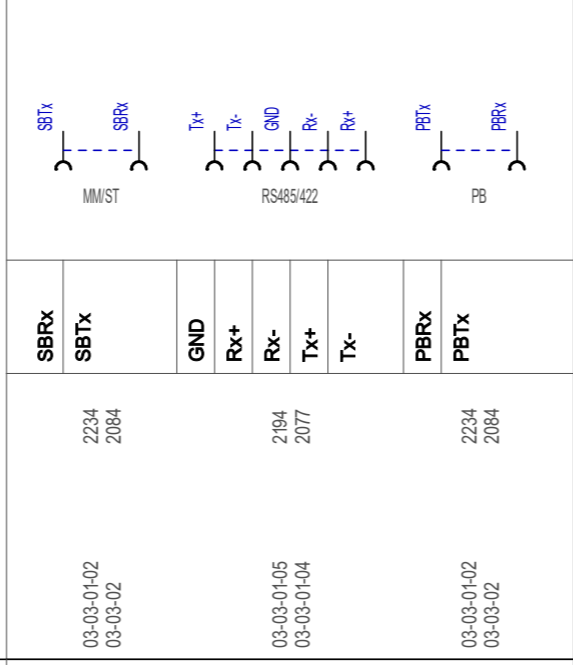 SBTx
SBRx
Tx+
Tx-
GND
Rx-
Rx+
PBTx
PBRx
MM/ST
RS485/422
PB
SBRx
SBTx
GND
Rx+
Rx-
Tx+
Tx-
PBRx
PBTx
2234
2084
2194
2077
2234
2084
03-03-01-02
03-03-02
03-03-01-05
03-03-01-04
03-03-01-02
03-03-02